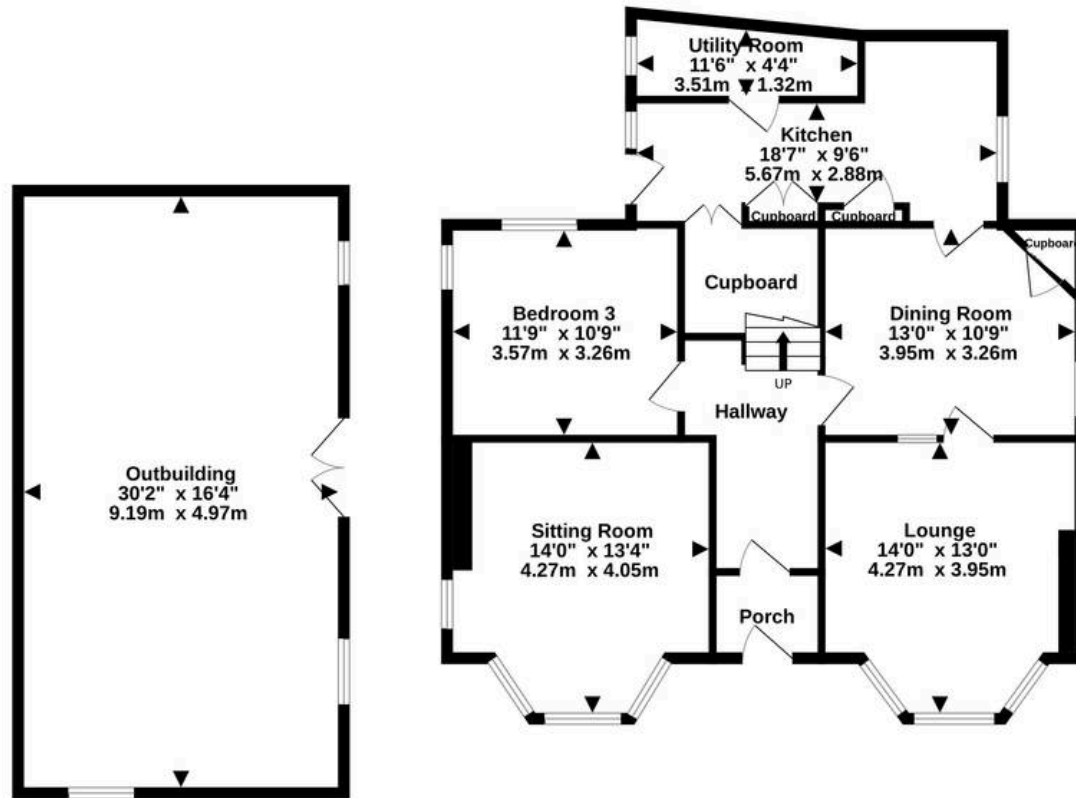 Utility Room
11'6" x 4'4"
3.51m x 1.32m
Kitchen
18'7" x 9'6"
5.67m x 2.88m
Cupboard
Cupboard
Cupboard
Cupboard
Bedroom 3
11'9" x 10'9"
3.57m x 3.26m
Dining Room
13'0" x 10'9"
3.95m x 3.26m
UP
Hallway
Outbuilding
30'2" x 16'4"
9.19m x 4.97m
Sitting Room
14'0" x 13'4"
4.27m x 4.05m
Lounge
14'0" x 13'0"
4.27m x 3.95m
Porch